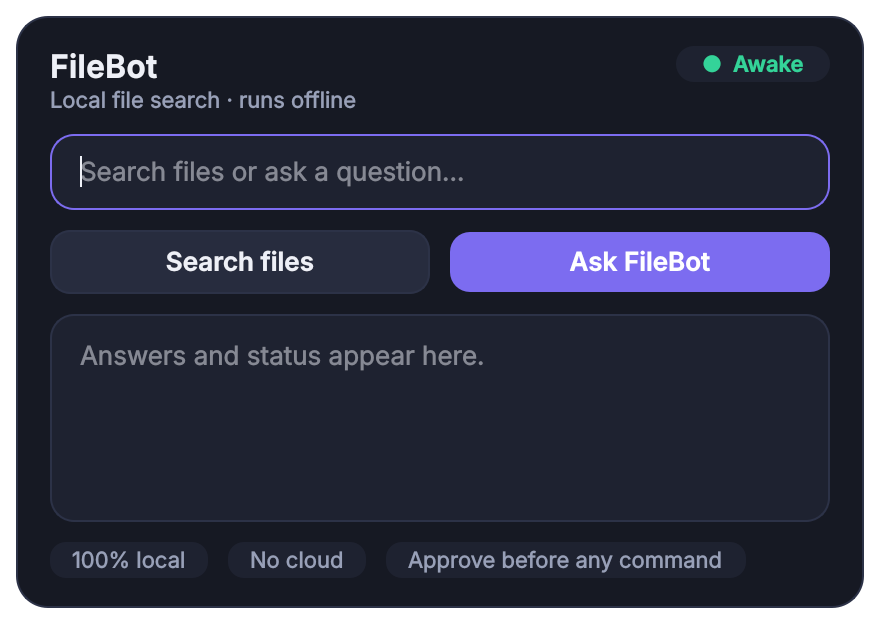 FileBot
Awake
Local file search · runs offline
Search files or ask a question...
Search files
Ask FileBot
Answers and status appear here.
100% local
No cloud
Approve before any command